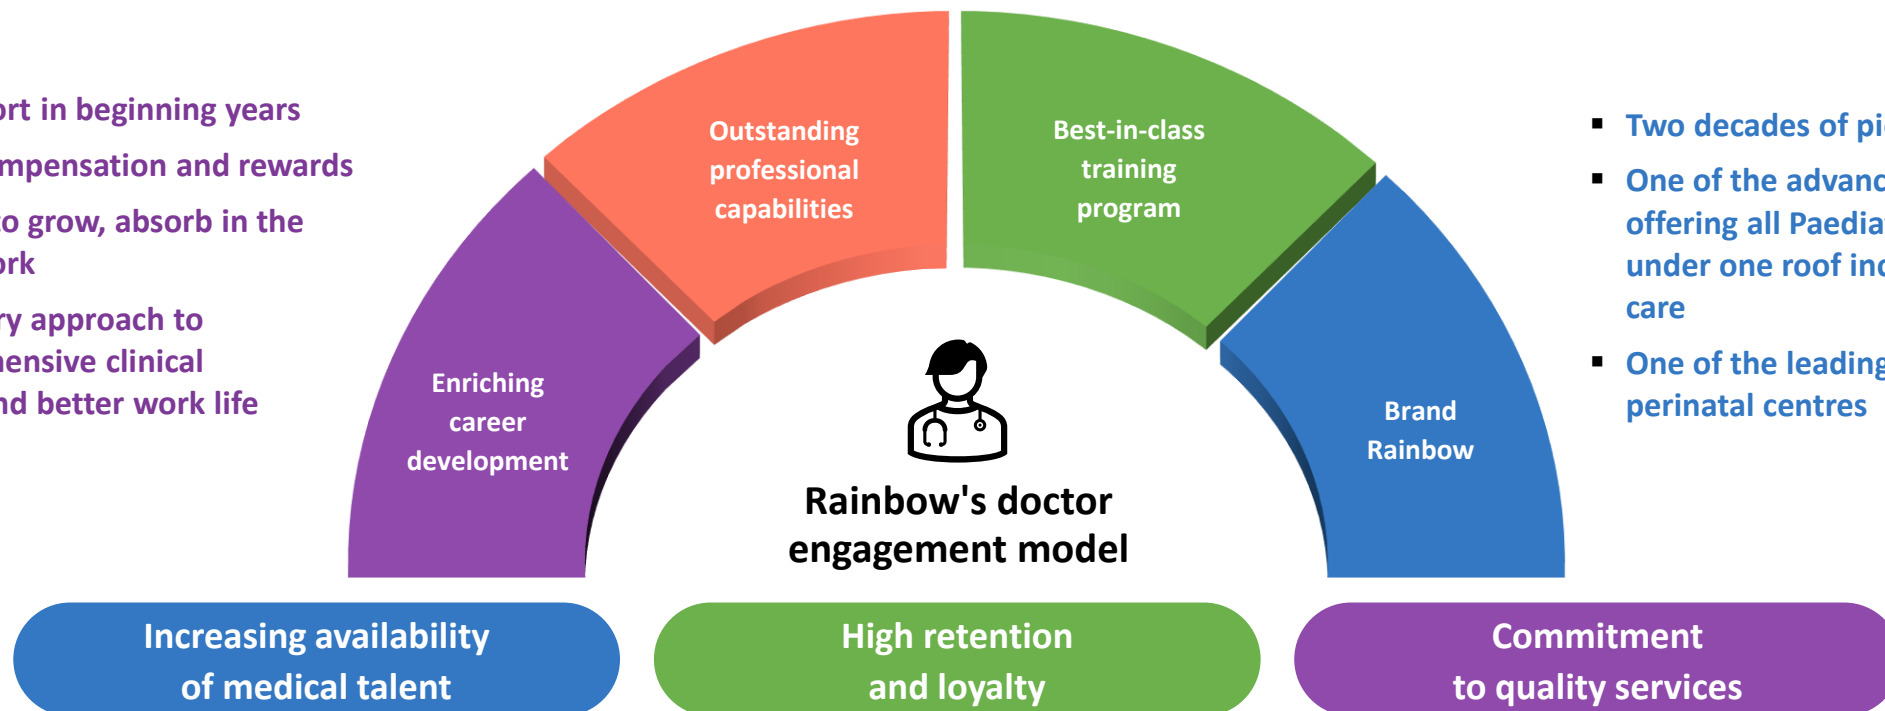 ort in beginning years
mpensation and rewards
to grow, absorb in the
ork
ry approach to
hensive clinical
nd better work life
Enriching
career
development
Outstanding
professional
capabilities
Best-in-class
training
program
Brand
Rainbow
Rainbow's doctor
engagement model
▪ Two decades of pi
▪ One of the advanc
offering all Paedia
under one roof inc
care
▪ One of the leading
perinatal centres
Increasing availability
of medical talent
High retention
and loyalty
Commitment
to quality services